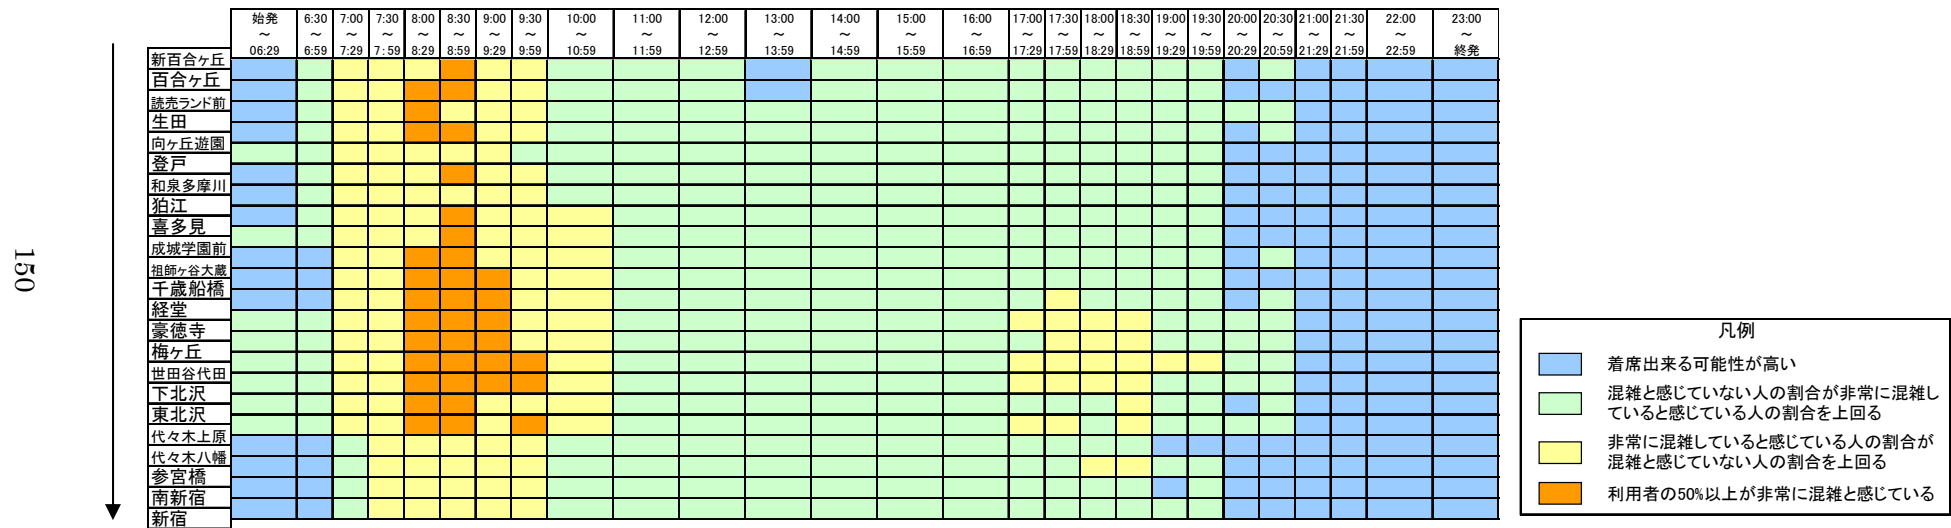 始発 6:30 7:00 7:30 8:00 8:30 9:00 9:30 10:00 11:00 12:00 13:00 14:00 15:00 16:00 17:00 17:30 18:00 18:30 19:00 19:30 20:00 20:30 21:00 21:30 22:00 23:00
~ ~ ~ ~ ~ ~ ~ ~ ~ ~ ~ ~ ~ ~ ~ ~ ~ ~ ~ ~ ~ ~ ~ ~ ~ ~ ~
06:29 6:59 7:29 7:59 8:29 8:59 9:29 9:59 10:59 11:59 12:59 13:59 14:59 15:59 16:59 17:29 17:59 18:29 18:59 19:29 19:59 20:29 20:59 21:29 21:59 22:59 終発
新百合ヶ丘
百合ヶ丘
読売ランド前
生田
向ヶ丘遊園
登戸
和泉多摩川
狛江
喜多見
成城学園前
祖師ヶ谷大蔵
千歳船橋
経堂
豪徳寺
梅ヶ丘
世田谷代田
下北沢
東北沢
代々木上原
代々木八幡
参宮橋
南新宿
新宿
150
凡例
着席出来る可能性が高い
混雑と感じていない人の割合が非常に混雑し
ていると感じている人の割合を上回る
非常に混雑していると感じている人の割合が
混雑と感じていない人の割合を上回る
利用者の50%以上が非常に混雑と感じている